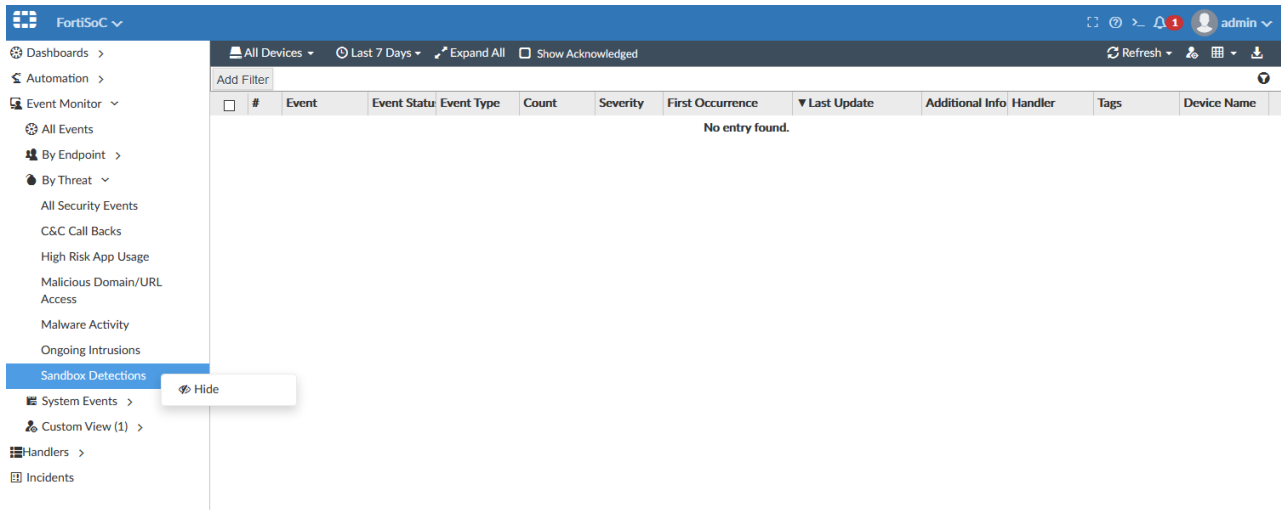 FortiSoC
1
admin
Dashboards
All Devices
Last 7 Days
Expand All
Show Acknowledged
Refresh
Automation
Add Filter
Event Monitor
#
Event
Event Statu
Event Type
Count
Severity
First Occurrence
▼Last Update
Additional Info
Handler
Tags
Device Name
No entry found.
All Events
By Endpoint
By Threat
All Security Events
C&C Call Backs
High Risk App Usage
Malicious Domain/URL
Access
Malware Activity
Ongoing Intrusions
Sandbox Detections
Hide
System Events
Custom View (1)
Handlers
Incidents